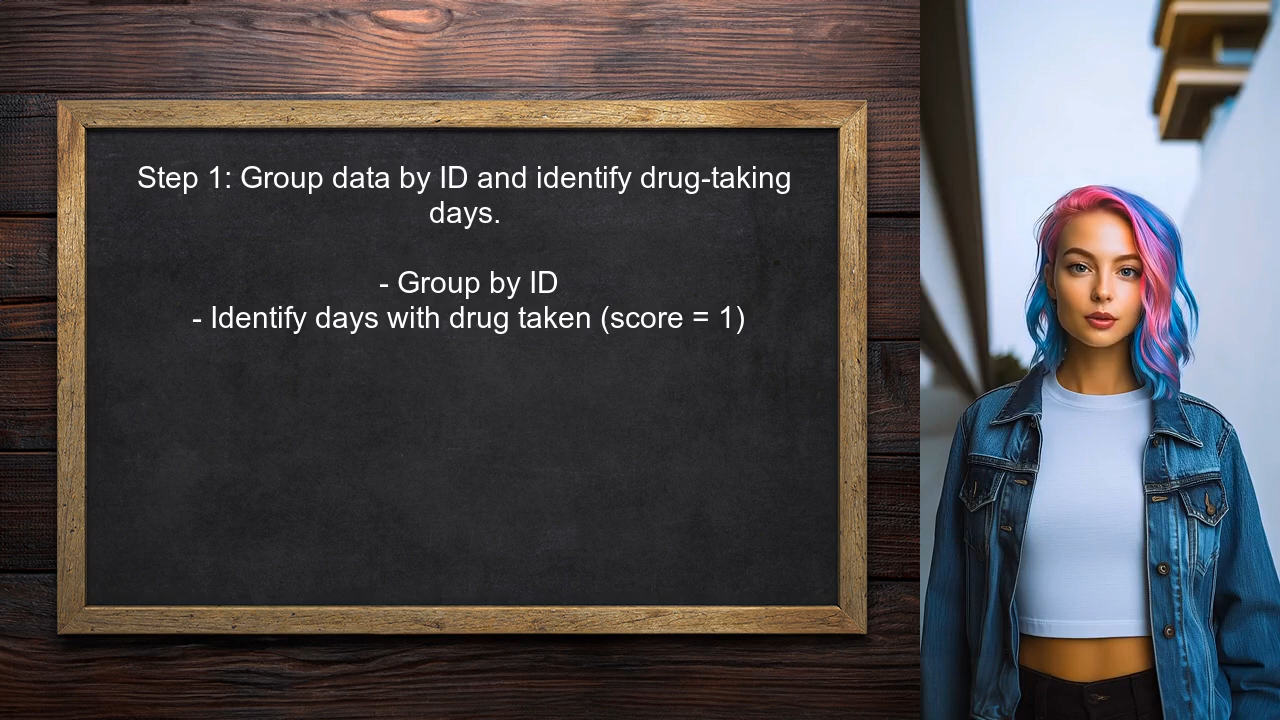 Step 1: Group data by ID and identify drug-taking
days.
- Group by ID
- Identify days with drug taken (score = 1)